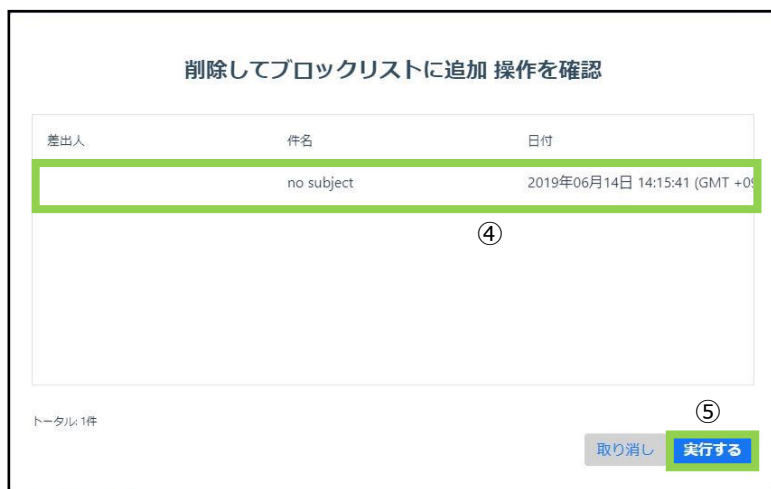 削除してブロックリストに追加 操作を確認
差出人 件名 日付
no subject 2019年06月14日 14:15:41 (GMT +09
④
トータル: 1件
⑤
取り消し 実行する